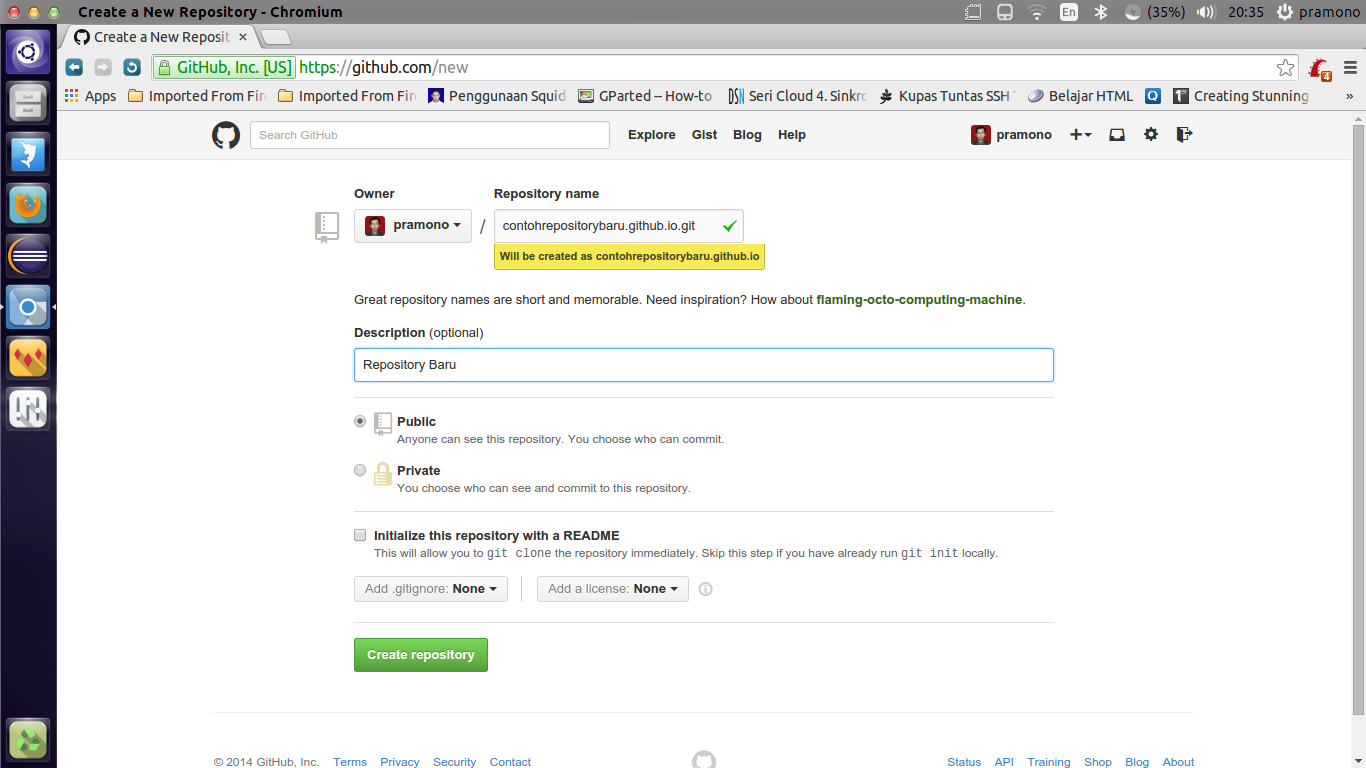 Create a New Repository - Chromium
En (35%) 20:35 pramono
Create a New Reposit
GitHub, Inc. [US] https://github.com/new
4
Apps Imported From Fir Imported From Fir Penggunaan Squid GParted -- How-to Seri Cloud 4. Sinkro Kupas Tuntas SSH Belajar HTML Q Creating Stunning »
Search GitHub Explore Gist Blog Help pramono
Owner Repository name
pramono / contohrepositorybaru.github.io.git
Will be created as contohrepositorybaru.github.io
Great repository names are short and memorable. Need inspiration? How about flaming-octo-computing-machine.
Description (optional)
Repository Baru
Public
Anyone can see this repository. You choose who can commit.
Private
You choose who can see and commit to this repository.
Initialize this repository with a README
This will allow you to git clone the repository immediately. Skip this step if you have already run git init locally.
Add .gitignore: None Add a license: None
Create repository
© 2014 GitHub, Inc. Terms Privacy Security Contact Status API Training Shop Blog About